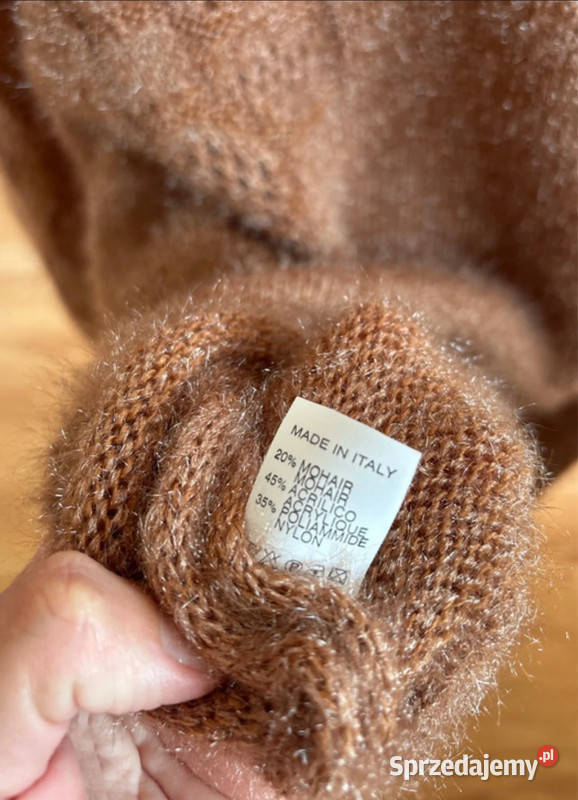 MADE IN ITALY
20% MOHAIR
MOHAIR
45% ACRILICO
ACRYLIQUE
35% POLIAMMIDE
NYLON
P
Sprzedajemy.pl